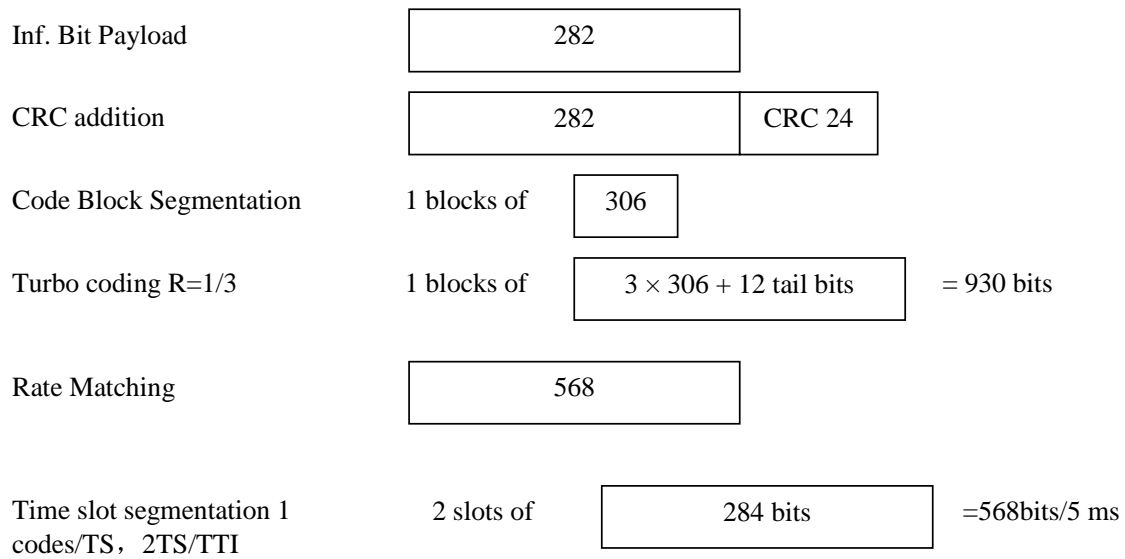 Inf. Bit Payload 282
CRC addition 282 CRC 24
Code Block Segmentation 1 blocks of 306
Turbo coding R=1/3 1 blocks of 3 × 306 + 12 tail bits = 930 bits
Rate Matching 568
Time slot segmentation 1 2 slots of 284 bits =568bits/5 ms
codes/TS，2TS/TTI